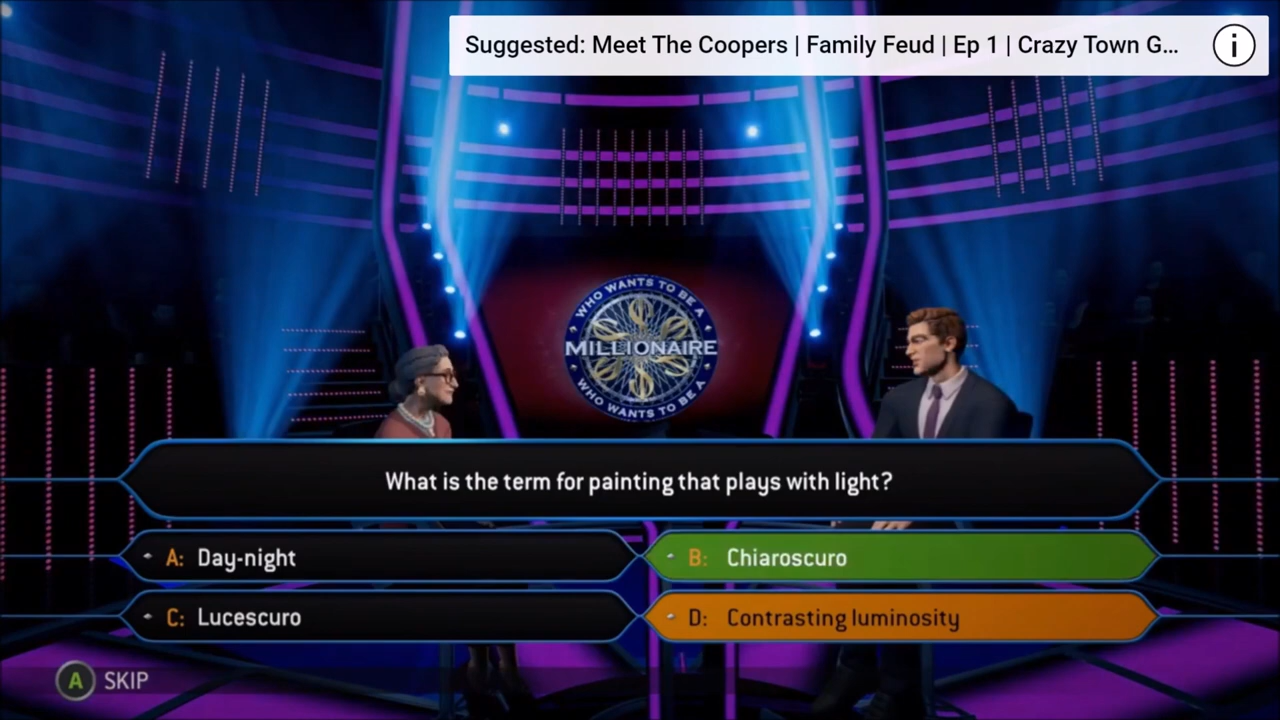 Suggested: Meet The Coopers | Family Feud | Ep 1 | Crazy Town G...
i
WHO WANTS TO BE A
MILLIONAIRE
WHO WANTS TO BE A
What is the term for painting that plays with light?
A: Day-night
B: Chiaroscuro
C: Lucescuro
D: Contrasting luminosity
A SKIP